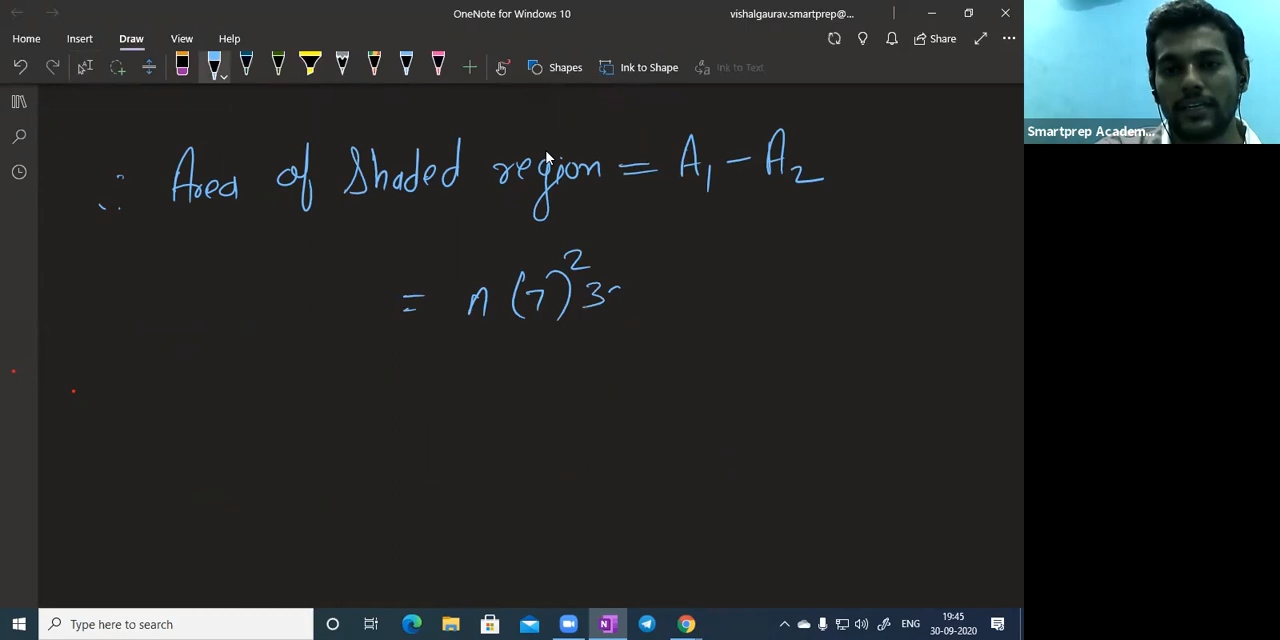 OneNote for Windows 10
vishalgaurav.smartprep@...
Home Insert Draw View Help
Share
Shapes
Ink to Shape
Ink to Text
Smartprep Academ...
∴ Area of Shaded region = A₁ - A₂
= π (7)² 3
Type here to search
ENG
19:45
30-09-2020